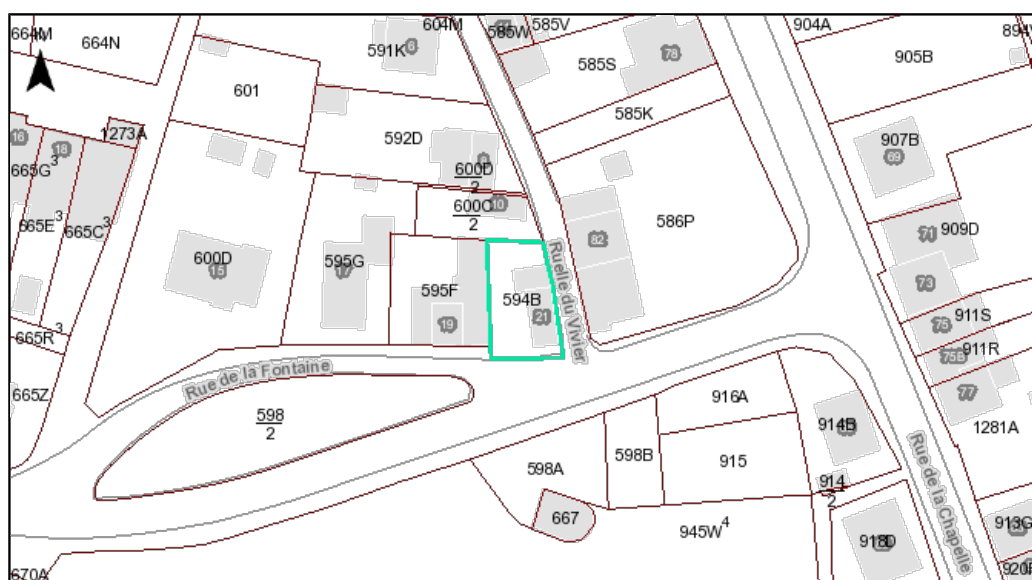 664M
664N
604M
591K
6
585W
585V
904A
894V
905B
585S
78
601
585K
16
18
1273A
592D
600D
2
907B
69
665G³
665E³
665C³
600C
2
10
586P
82
71
909D
600D
15
595G
17
595F
19
594B
21
Ruelle du Vivier
73
911S
75
911R
75B
77
665R³
665Z
Rue de la Fontaine
598
2
916A
914B
1281A
598A
598B
915
914
2
667
945W⁴
Rue de la Chapelle
918D
913G
670A